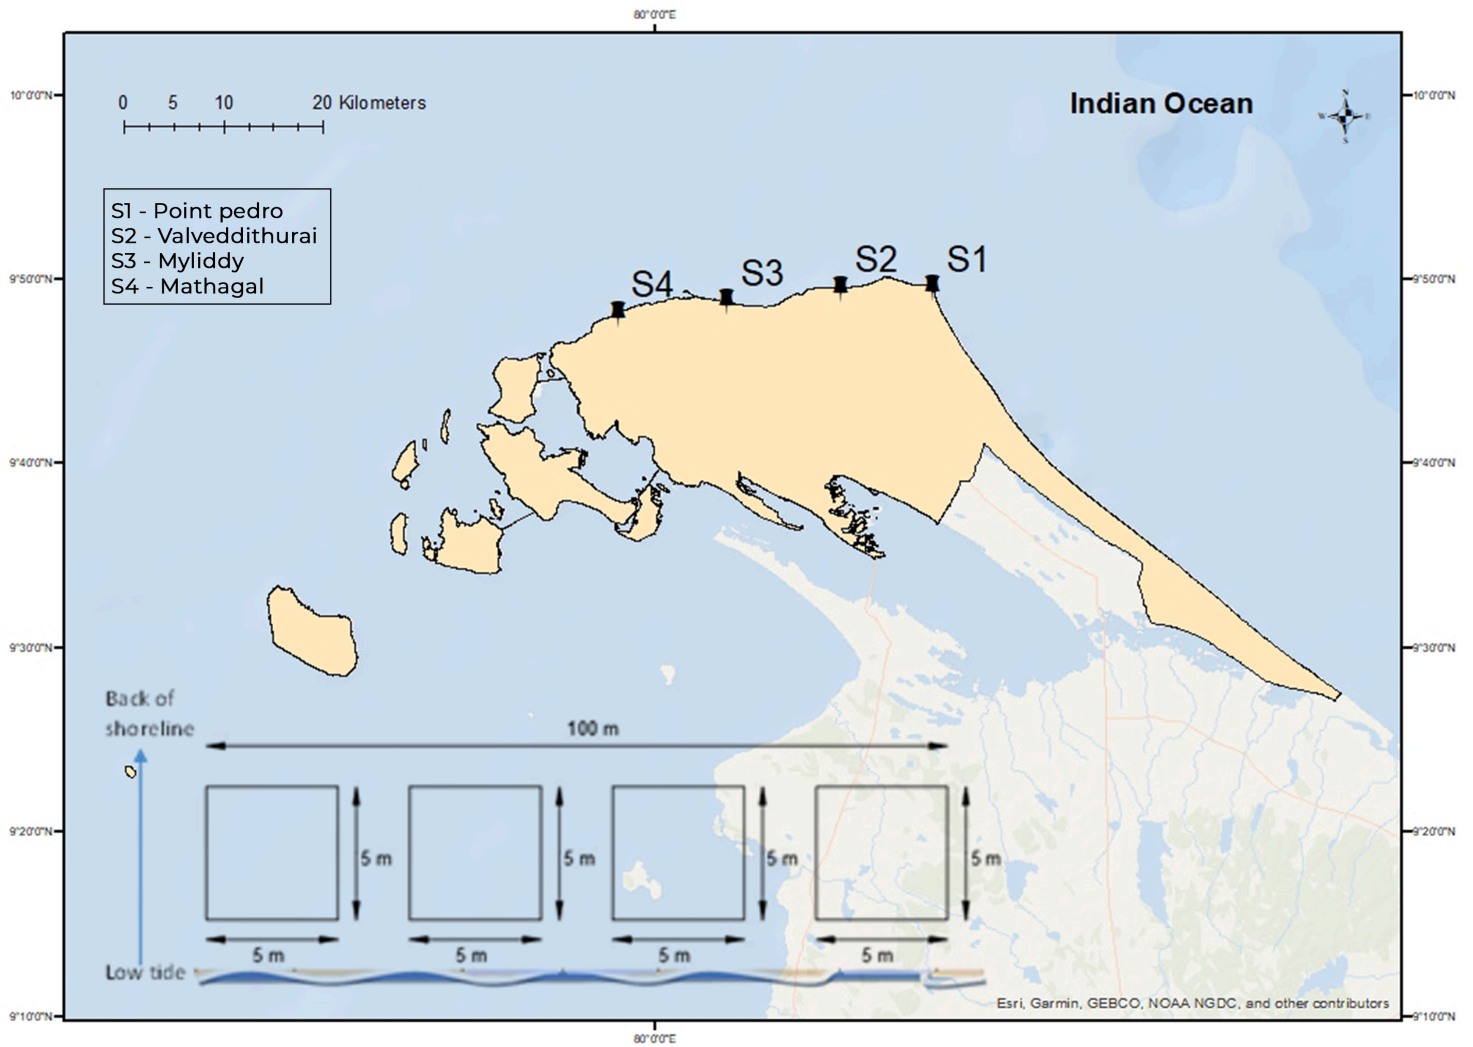 80°0'0"E
10°0'0"N
10°0'0"N
0 5 10 20 Kilometers
Indian Ocean
N
W E
S
S1 - Point pedro
S2 - Valveddithurai
S3 - Myliddy
S4 - Mathagal
S4 S3 S2 S1
9°50'0"N
9°50'0"N
9°40'0"N
9°40'0"N
9°30'0"N
9°30'0"N
Back of
shoreline
100 m
9°20'0"N
9°20'0"N
5 m 5 m 5 m 5 m
5 m 5 m 5 m 5 m
Low tide
Esri, Garmin, GEBCO, NOAA NGDC, and other contributors
9°10'0"N
9°10'0"N
80°0'0"E